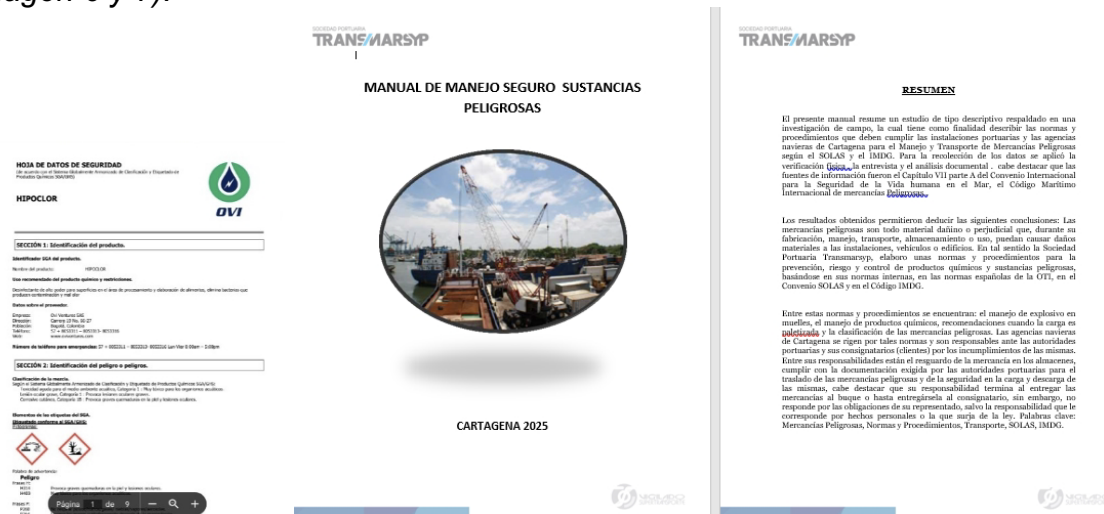 HOJA DE DATOS DE SEGURIDAD
HIPOCLOR
OVI
SECCIÓN 1: Identificación del producto.
Identificador SGA del producto.
Nombre del producto: HIPOCLOR
Uso recomendado del producto químico y restricciones.
Datos sobre el proveedor.
SECCIÓN 2: Identificación del peligro o peligros.
Clasificación de la mezcla.
Elementos de las etiquetas del SGA.
Palabra de advertencia:
Peligro
Página 1 de 9
SOCIEDAD PORTUARIA
TRANSMARSYP
MANUAL DE MANEJO SEGURO SUSTANCIAS
PELIGROSAS
CARTAGENA 2025
VIGILADO
SOCIEDAD PORTUARIA
TRANSMARSYP
RESUMEN
El presente manual resume un estudio de tipo descriptivo respaldado en una
investigación de campo, la cual tiene como finalidad describir las normas y
procedimientos que deben cumplir las instalaciones portuarias y las agencias
navieras de Cartagena para el Manejo y Transporte de Mercancías Peligrosas
según el SOLAS y el IMDG. Para la recolección de los datos se aplicó la
verificación física , la entrevista y el análisis documental . cabe destacar que las
fuentes de información fueron el Capítulo VII parte A del Convenio Internacional
para la Seguridad de la Vida humana en el Mar, el Código Marítimo
Internacional de mercancías Peligrosas .
Los resultados obtenidos permitieron deducir las siguientes conclusiones: Las
mercancías peligrosas son todo material dañino o perjudicial que, durante su
fabricación, manejo, transporte, almacenamiento o uso, puedan causar daños
materiales a las instalaciones, vehículos o edificios. En tal sentido la Sociedad
Portuaria Transmarsyp, elaboro unas normas y procedimientos para la
prevención, riesgo y control de productos químicos y sustancias peligrosas,
basándose en sus normas internas, en las normas españolas de la OTI, en el
Convenio SOLAS y en el Código IMDG.
Entre estas normas y procedimientos se encuentran: el manejo de explosivo en
muelles, el manejo de productos químicos, recomendaciones cuando la carga es
paletizada y la clasificación de las mercancías peligrosas. Las agencias navieras
de Cartagena se rigen por tales normas y son responsables ante las autoridades
portuarias y sus consignatarios (clientes) por los incumplimientos de las mismas.
Entre sus responsabilidades están el resguardo de la mercancía en los almacenes,
cumplir con la documentación exigida por las autoridades portuarias para el
traslado de las mercancías peligrosas y de la seguridad en la carga y descarga de
las mismas, cabe destacar que su responsabilidad termina al entregar las
mercancías al buque o hasta entregársela al consignatario, sin embargo, no
responde por las obligaciones de su representado, salvo la responsabilidad que le
corresponde por hechos personales o la que surja de la ley. Palabras clave:
Mercancías Peligrosas, Normas y Procedimientos, Transporte, SOLAS, IMDG.
VIGILADO